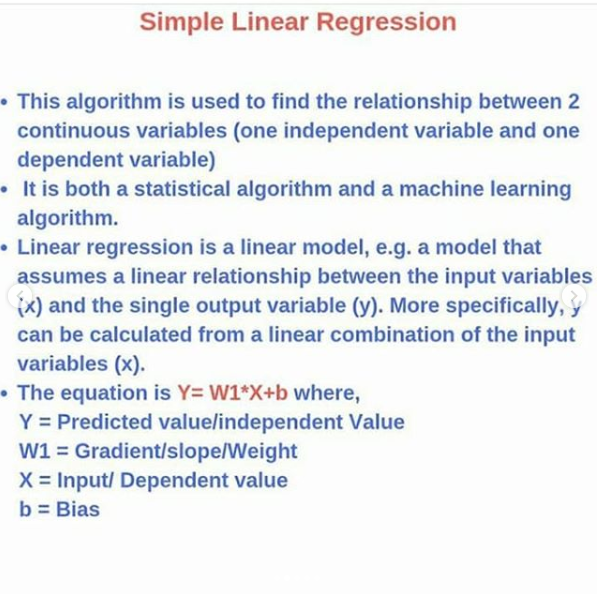 Simple Linear Regression
• This algorithm is used to find the relationship between 2
continuous variables (one independent variable and one
dependent variable)
• It is both a statistical algorithm and a machine learning
algorithm.
• Linear regression is a linear model, e.g. a model that
assumes a linear relationship between the input variables
(x) and the single output variable (y). More specifically, y
can be calculated from a linear combination of the input
variables (x).
• The equation is Y= W1*X+b where,
Y = Predicted value/independent Value
W1 = Gradient/slope/Weight
X = Input/ Dependent value
b = Bias